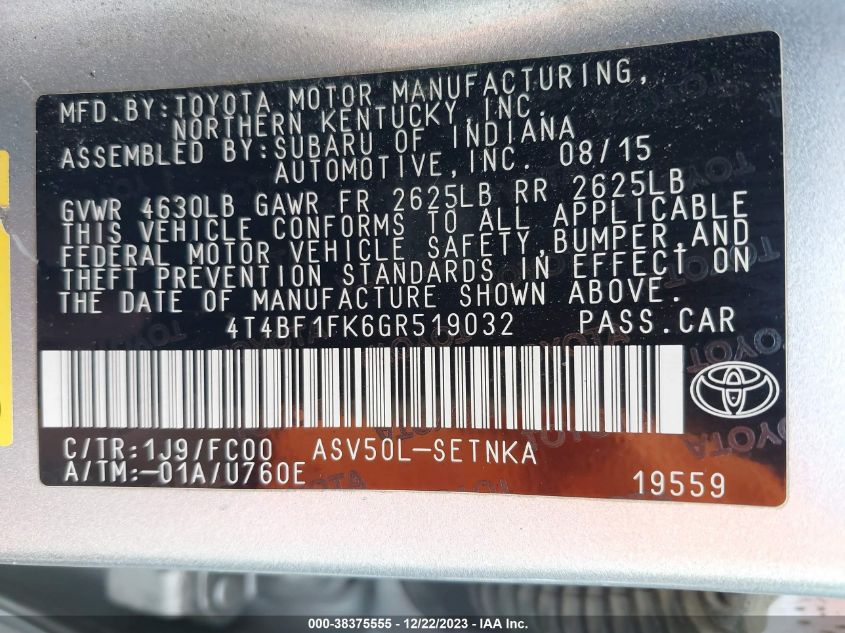 MFD.BY:TOYOTA MOTOR MANUFACTURING,
NORTHERN KENTUCKY,INC.
ASSEMBLED BY:SUBARU OF INDIANA
AUTOMOTIVE,INC. 08/15
GVWR 4630LB GAWR FR 2625LB RR 2625LB
THIS VEHICLE CONFORMS TO ALL APPLICABLE
FEDERAL MOTOR VEHICLE SAFETY,BUMPER,AND
THEFT PREVENTION STANDARDS IN EFFECT ON
THE DATE OF MANUFACTURE SHOWN ABOVE.
4T4BF1FK6GR519032 PASS.CAR
C/TR:1J9/FC00 ASV50L-SETNKA
A/TM:-01A/U760E 19559
000-38375555 - 12/22/2023 - IAA Inc.